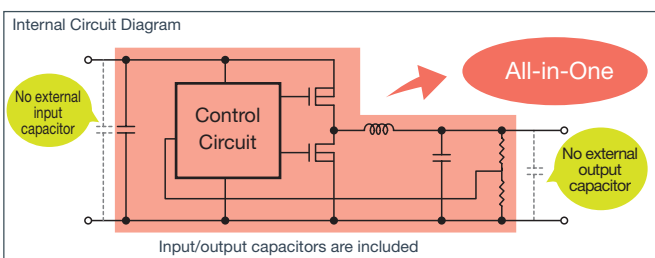 Internal Circuit Diagram
All-in-One
No external
input
capacitor
Control
Circuit
No external
output
capacitor
Input/output capacitors are included